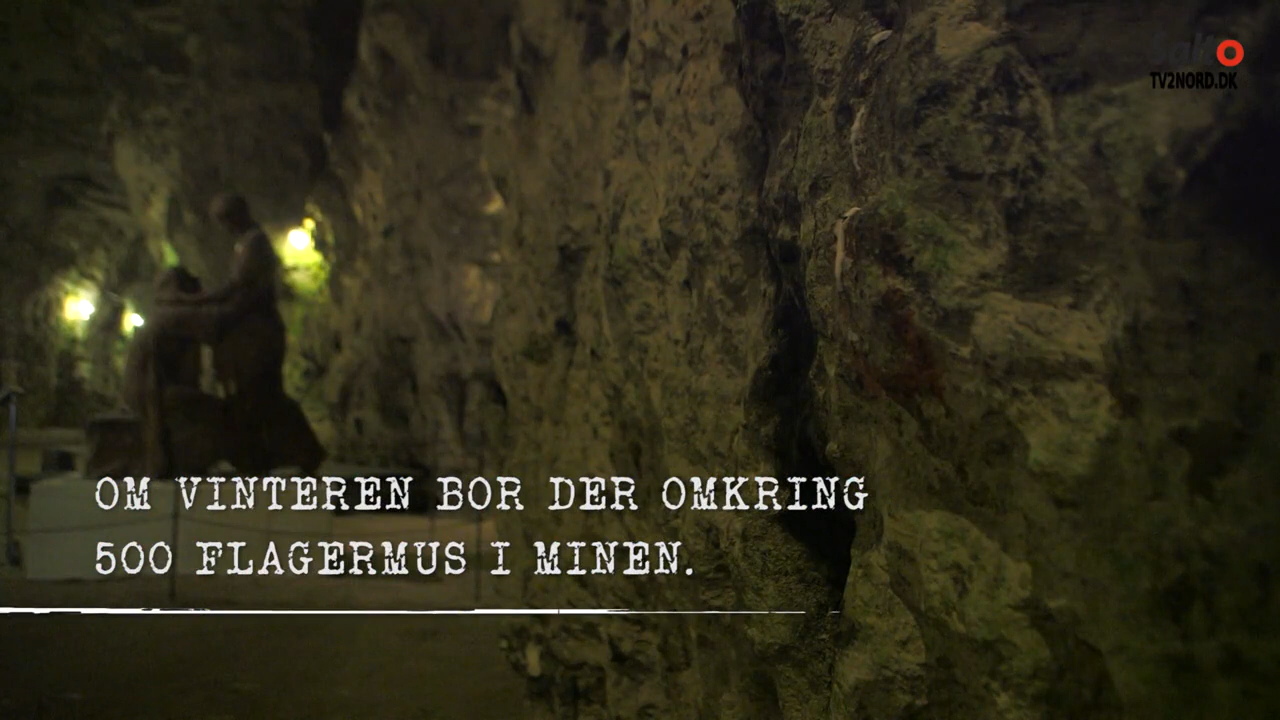 TV2NORD.DK
OM VINTEREN BOR DER OMKRING
500 FLAGERMUS I MINEN.